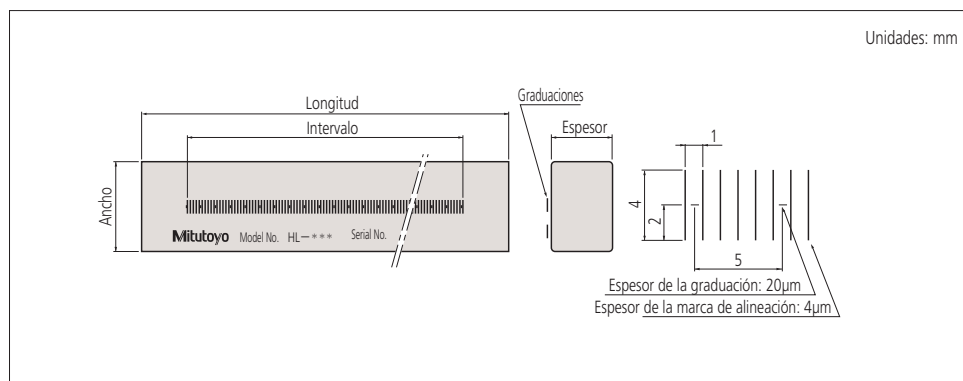 Unidades: mm
Longitud
Intervalo
Graduaciones
Espesor
1
Ancho
4
2
5
Mitutoyo Model No. HL—*** Serial No.
Espesor de la graduación: 20μm
Espesor de la marca de alineación: 4μm